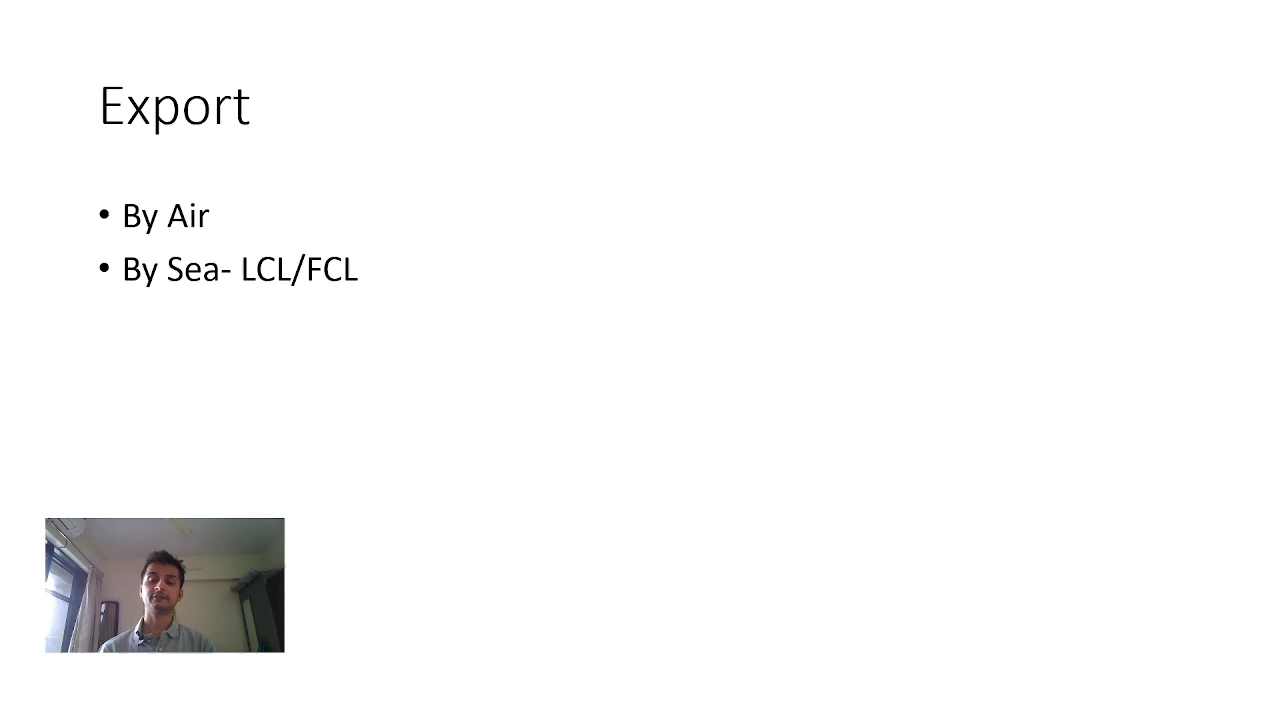 Export
• By Air
• By Sea- LCL/FCL